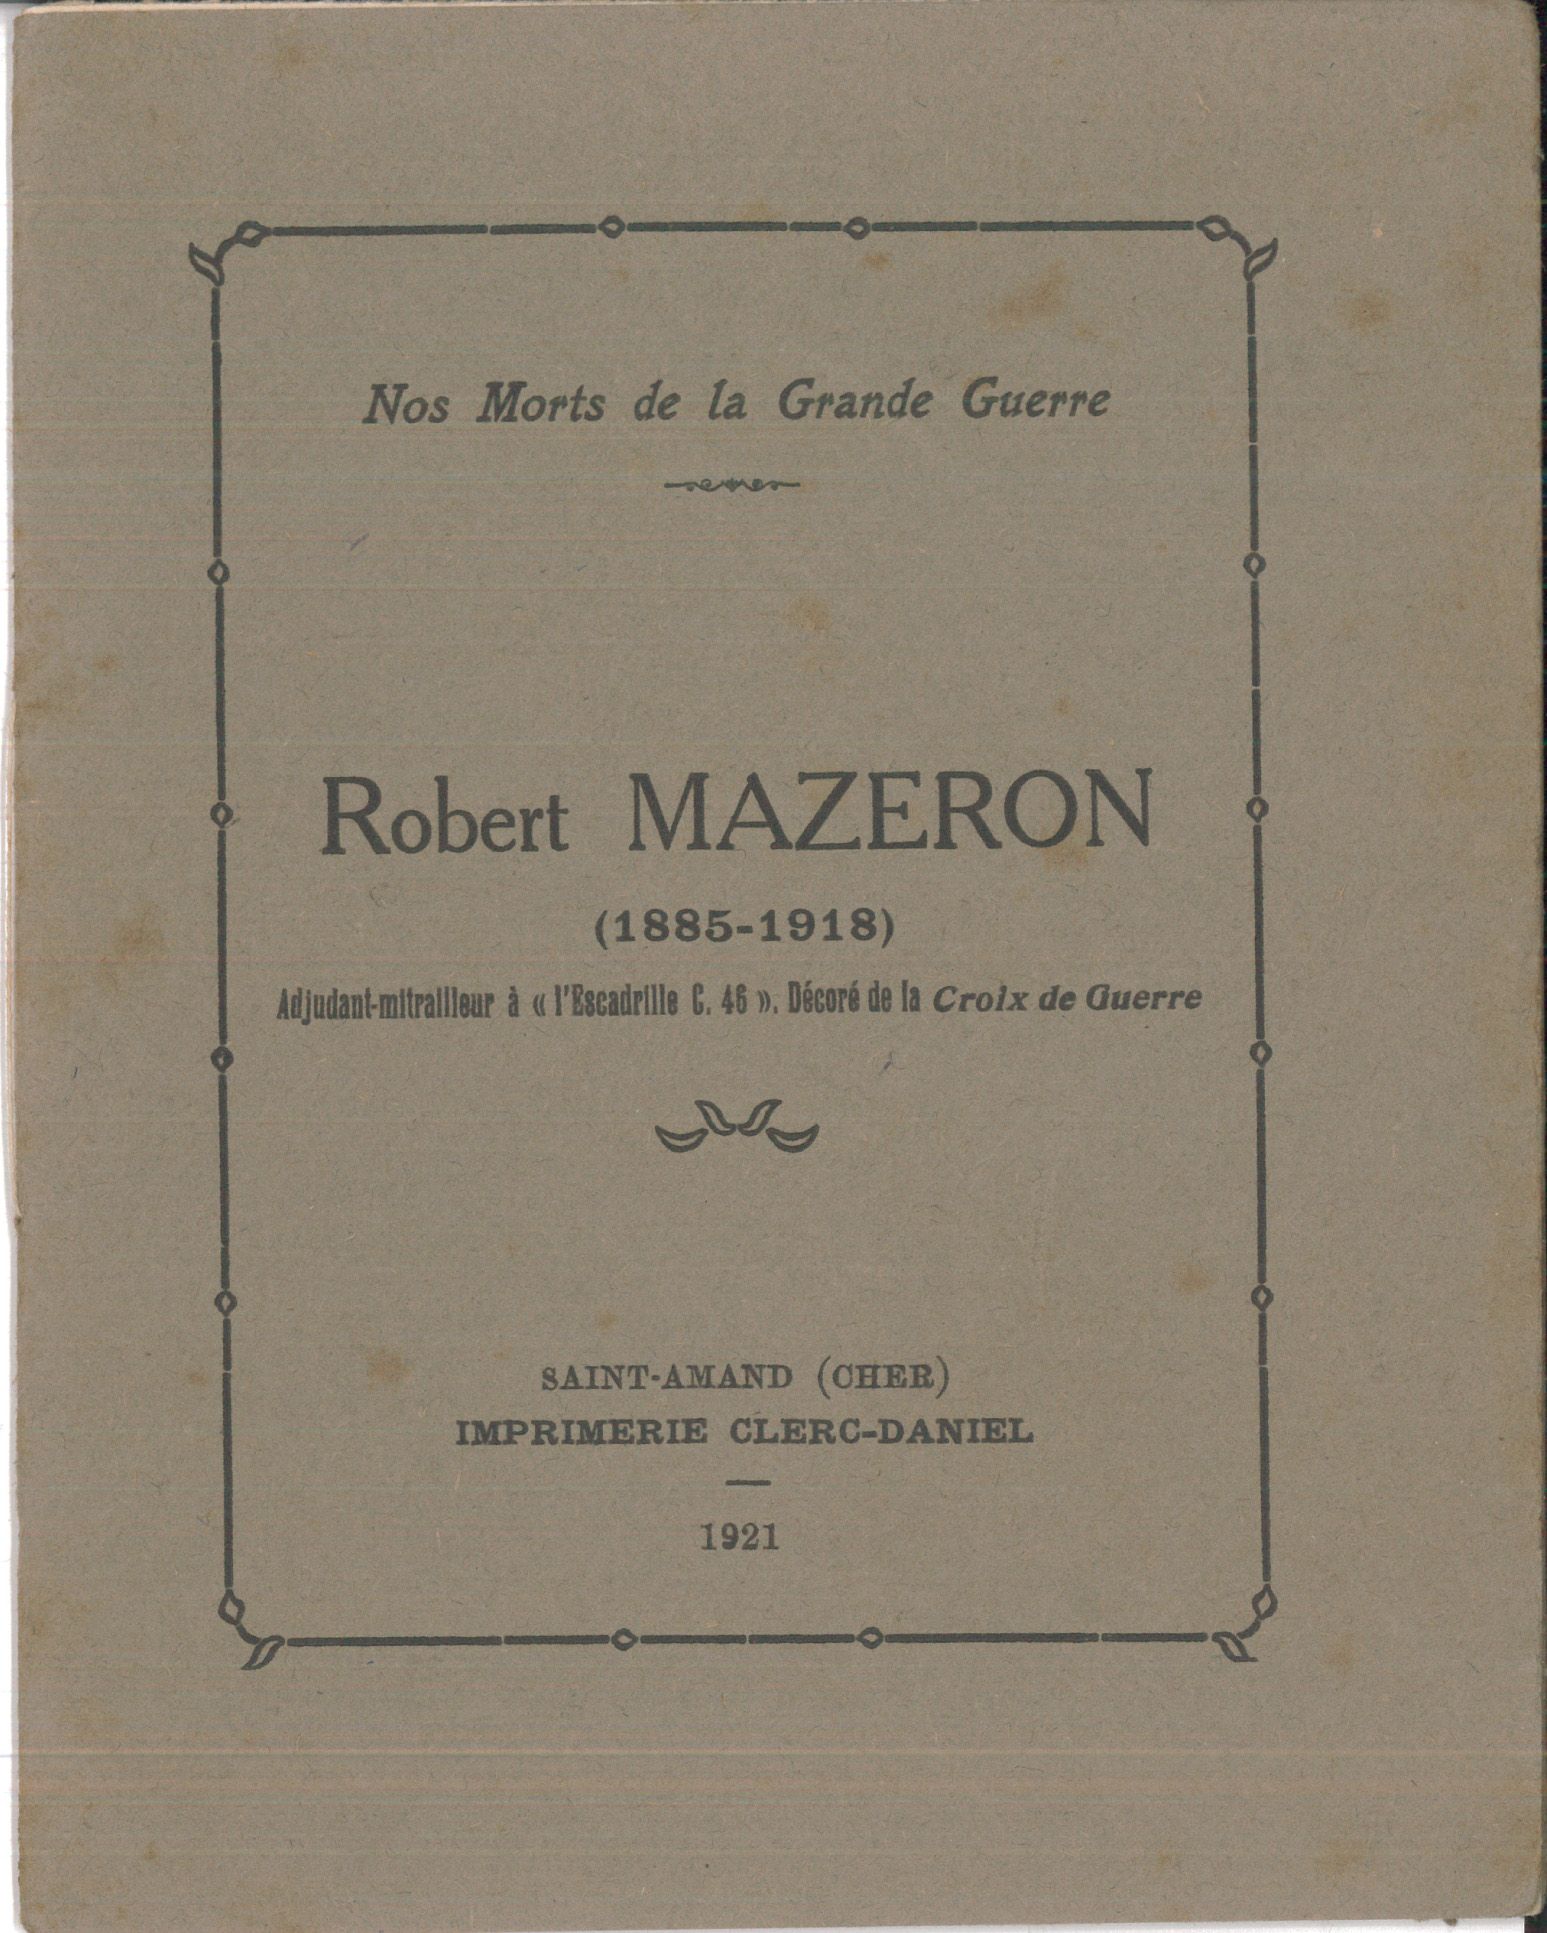 Nos Morts de la Grande Guerre
Robert MAZERON
(1885-1918)
Adjudant-mitrailleur à « l'Escadrille C. 46 ». Décoré de la Croix de Guerre
SAINT-AMAND (CHER)
IMPRIMERIE CLERC-DANIEL
1921